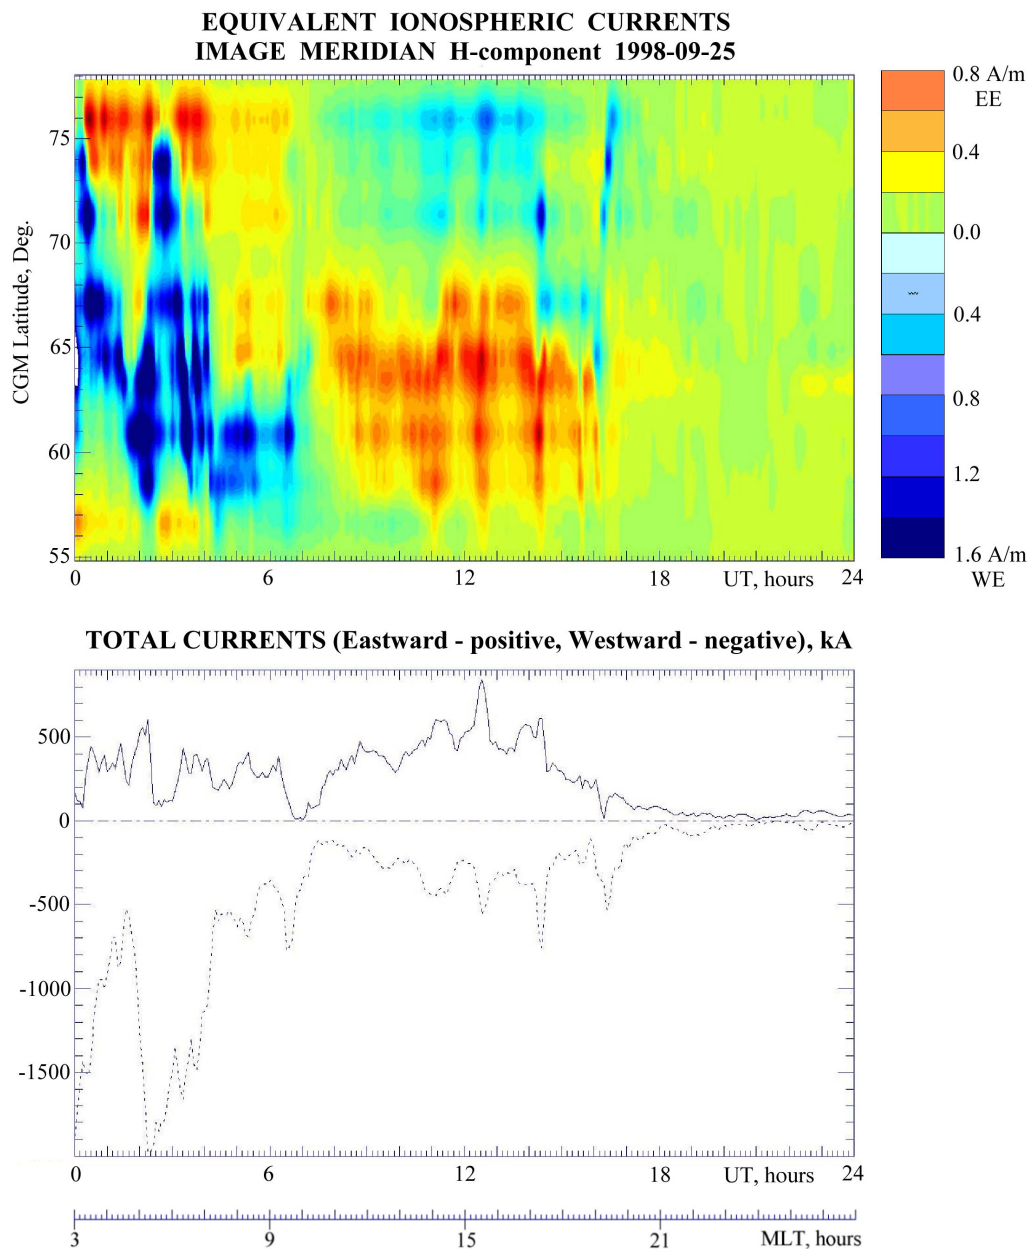 EQUIVALENT IONOSPHERIC CURRENTS
IMAGE MERIDIAN H-component 1998-09-25
CGM Latitude, Deg.
75
70
65
60
55
0 6 12 18 UT, hours 24
0.8 A/m
EE
0.4
0.0
0.4
0.8
1.2
1.6 A/m
WE
TOTAL CURRENTS (Eastward - positive, Westward - negative), kA
500
0
-500
-1000
-1500
0 6 12 18 UT, hours 24
3 9 15 21 MLT, hours